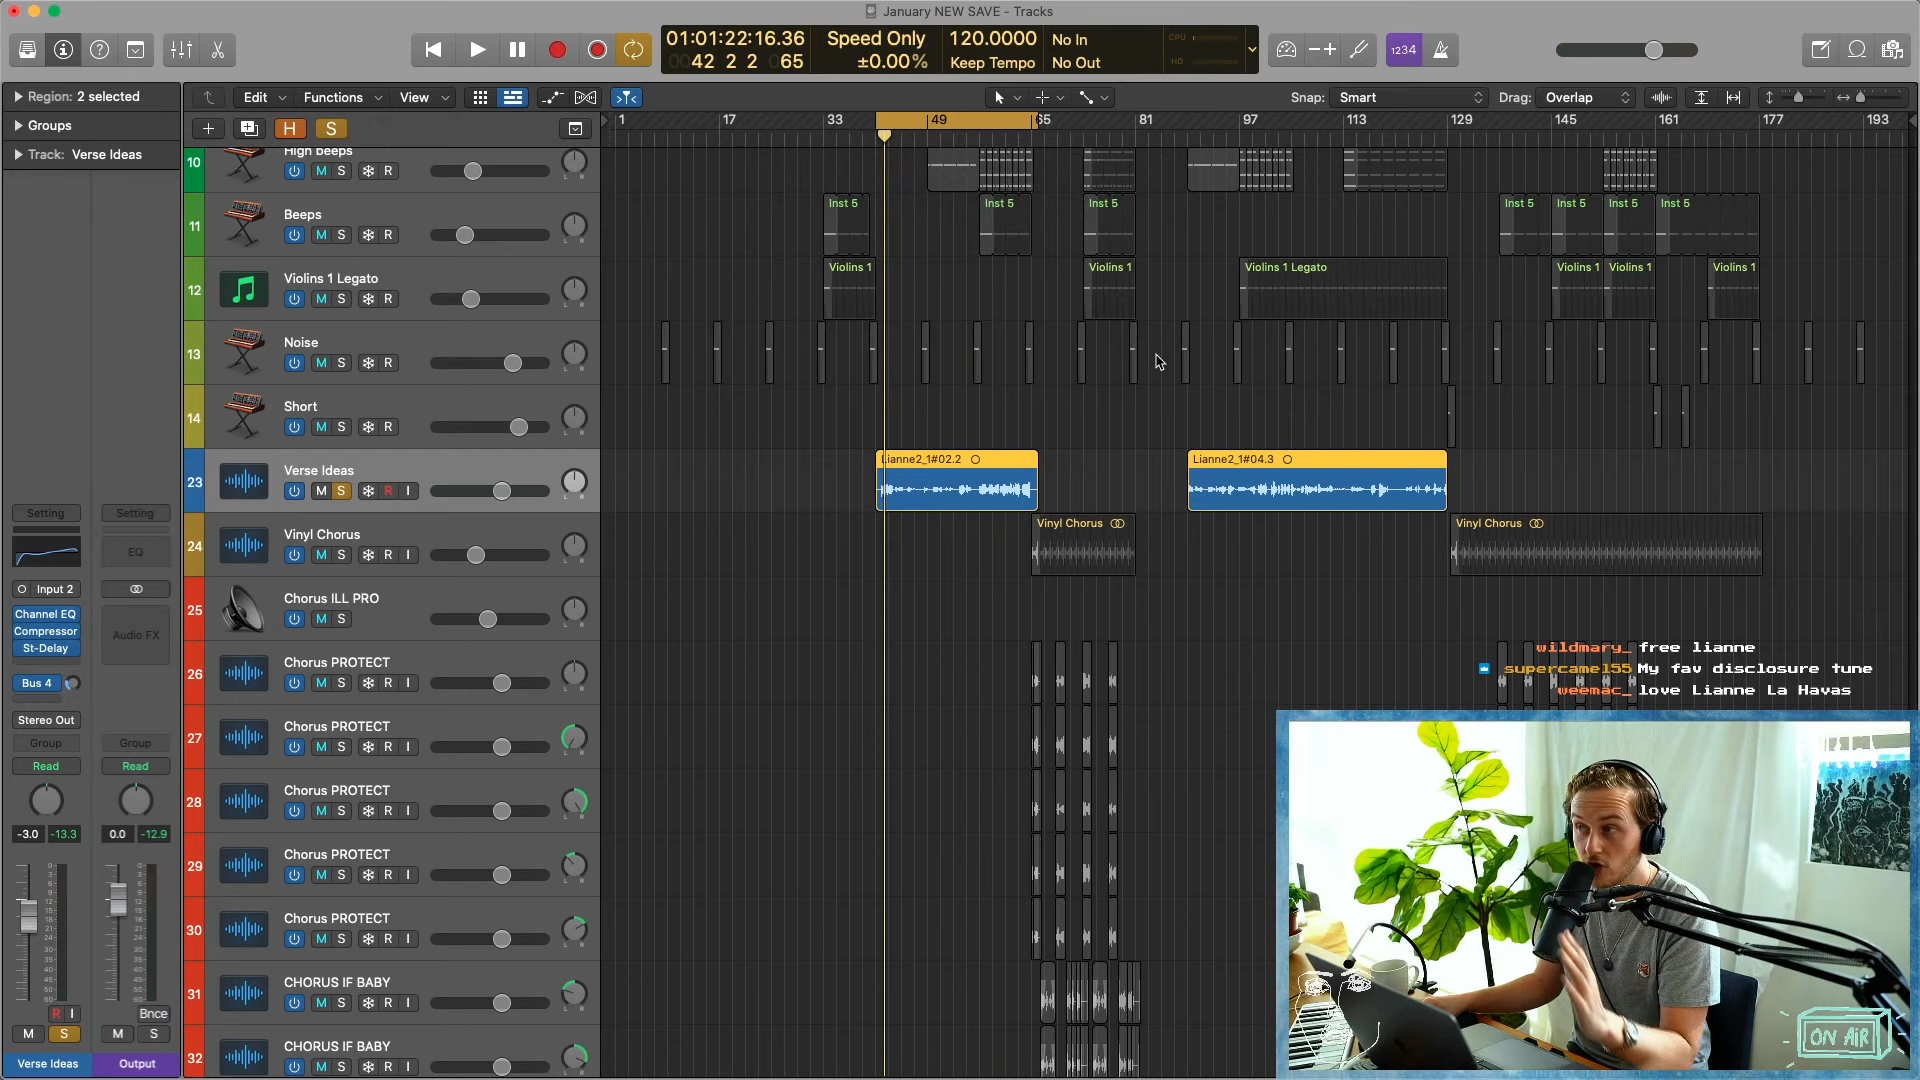 January NEW SAVE - Tracks
01:01:22:16.36
42 2 2 065
Speed Only
±0.00%
120.0000
Keep Tempo
No In
No Out
CPU
HD
1234
Region: 2 selected
Groups
Track: Verse Ideas
Edit
Functions
View
Snap: Smart
Drag: Overlap
H
S
1
17
33
49
65
81
97
113
129
145
161
177
193
10
High beeps
M S R
11
Beeps
M S R
Inst 5
Inst 5
Inst 5
Inst 5
Inst 5
Inst 5
Inst 5
12
Violins 1 Legato
M S R
Violins 1
Violins 1
Violins 1 Legato
Violins 1
Violins 1
Violins 1
13
Noise
M S R
14
Short
M S R
23
Verse Ideas
M S R I
Lianne2_1#02.2
Lianne2_1#04.3
24
Vinyl Chorus
M S R I
Vinyl Chorus
Vinyl Chorus
25
Chorus ILL PRO
M S
26
Chorus PROTECT
M S R I
27
Chorus PROTECT
M S R I
28
Chorus PROTECT
M S R I
29
Chorus PROTECT
M S R I
30
Chorus PROTECT
M S R I
31
CHORUS IF BABY
M S R I
32
CHORUS IF BABY
M S R I
Setting
Setting
EQ
Input 2
Channel EQ
Compressor
St-Delay
Audio FX
Bus 4
Stereo Out
Group
Group
Read
Read
-3.0 -13.3
0.0 -12.9
R I
Bnce
M S
M S
Verse Ideas
Output
wildmary_ free lianne
supercamel55 My fav disclosure tune
weemac_ love Lianne La Havas
ON AIR